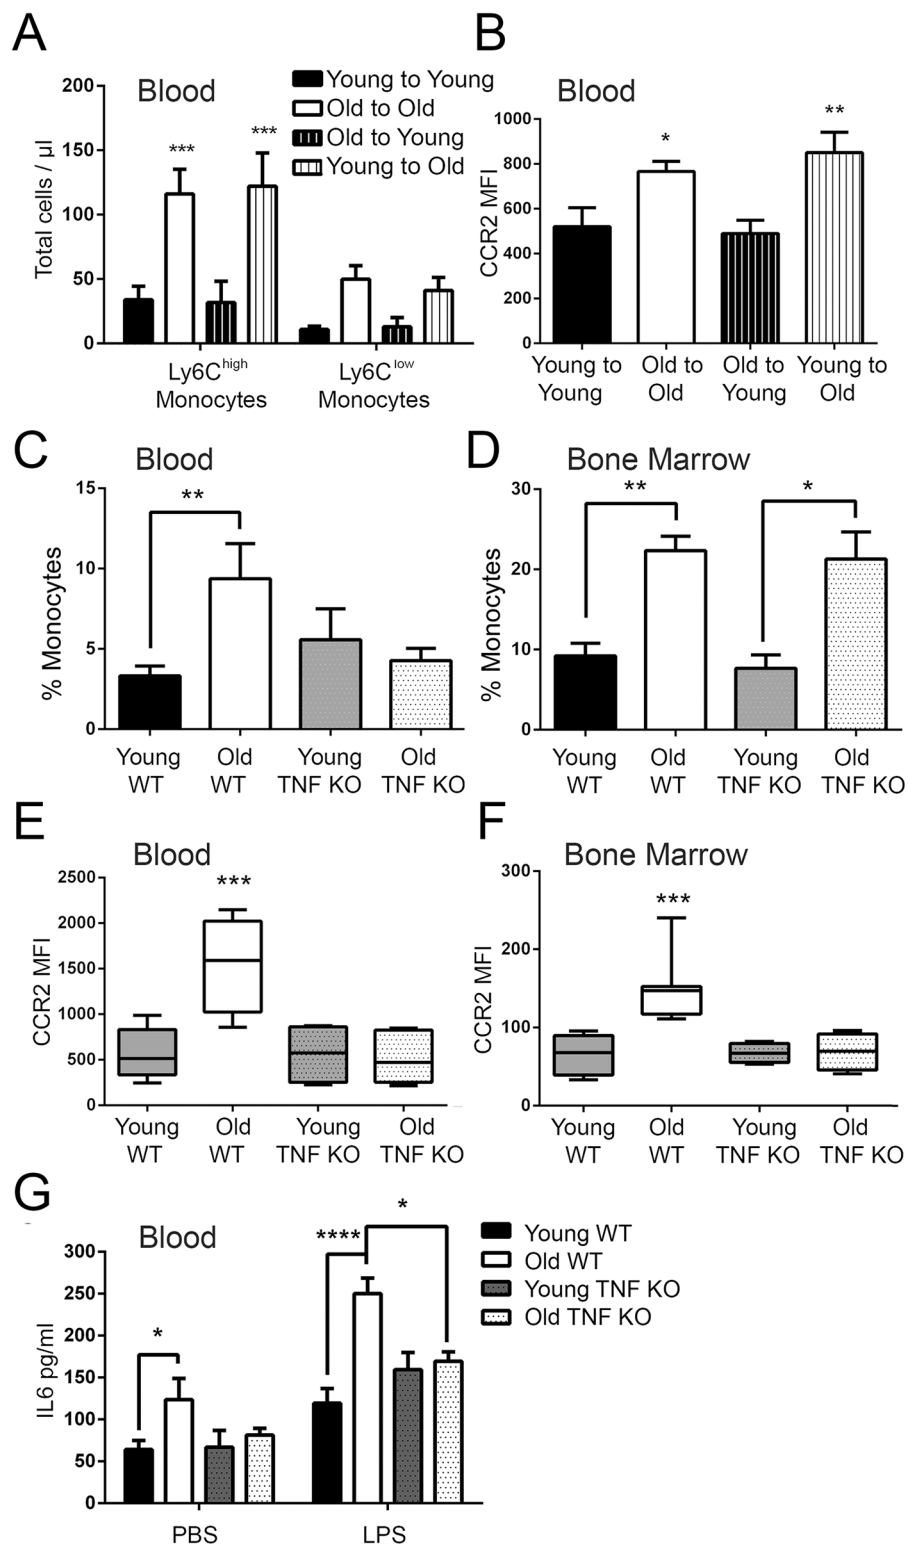 A
Blood
Young to Young
Old to Old
Old to Young
Young to Old
Total cells / µl
200
150
100
50
0
***
***
Ly6Chigh
Monocytes
Ly6Clow
Monocytes
B
Blood
CCR2 MFI
1000
800
600
400
200
0
*
**
Young to
Young
Old to
Old
Old to
Young
Young to
Old
C
Blood
% Monocytes
15
10
5
0
**
Young
WT
Old
WT
Young
TNF KO
Old
TNF KO
D
Bone Marrow
% Monocytes
30
20
10
0
**
*
Young
WT
Old
WT
Young
TNF KO
Old
TNF KO
E
Blood
CCR2 MFI
2500
2000
1500
1000
500
0
***
Young
WT
Old
WT
Young
TNF KO
Old
TNF KO
F
Bone Marrow
CCR2 MFI
300
200
100
0
***
Young
WT
Old
WT
Young
TNF KO
Old
TNF KO
G
Blood
IL6 pg/ml
300
250
200
150
100
50
0
*
****
*
PBS
LPS
Young WT
Old WT
Young TNF KO
Old TNF KO